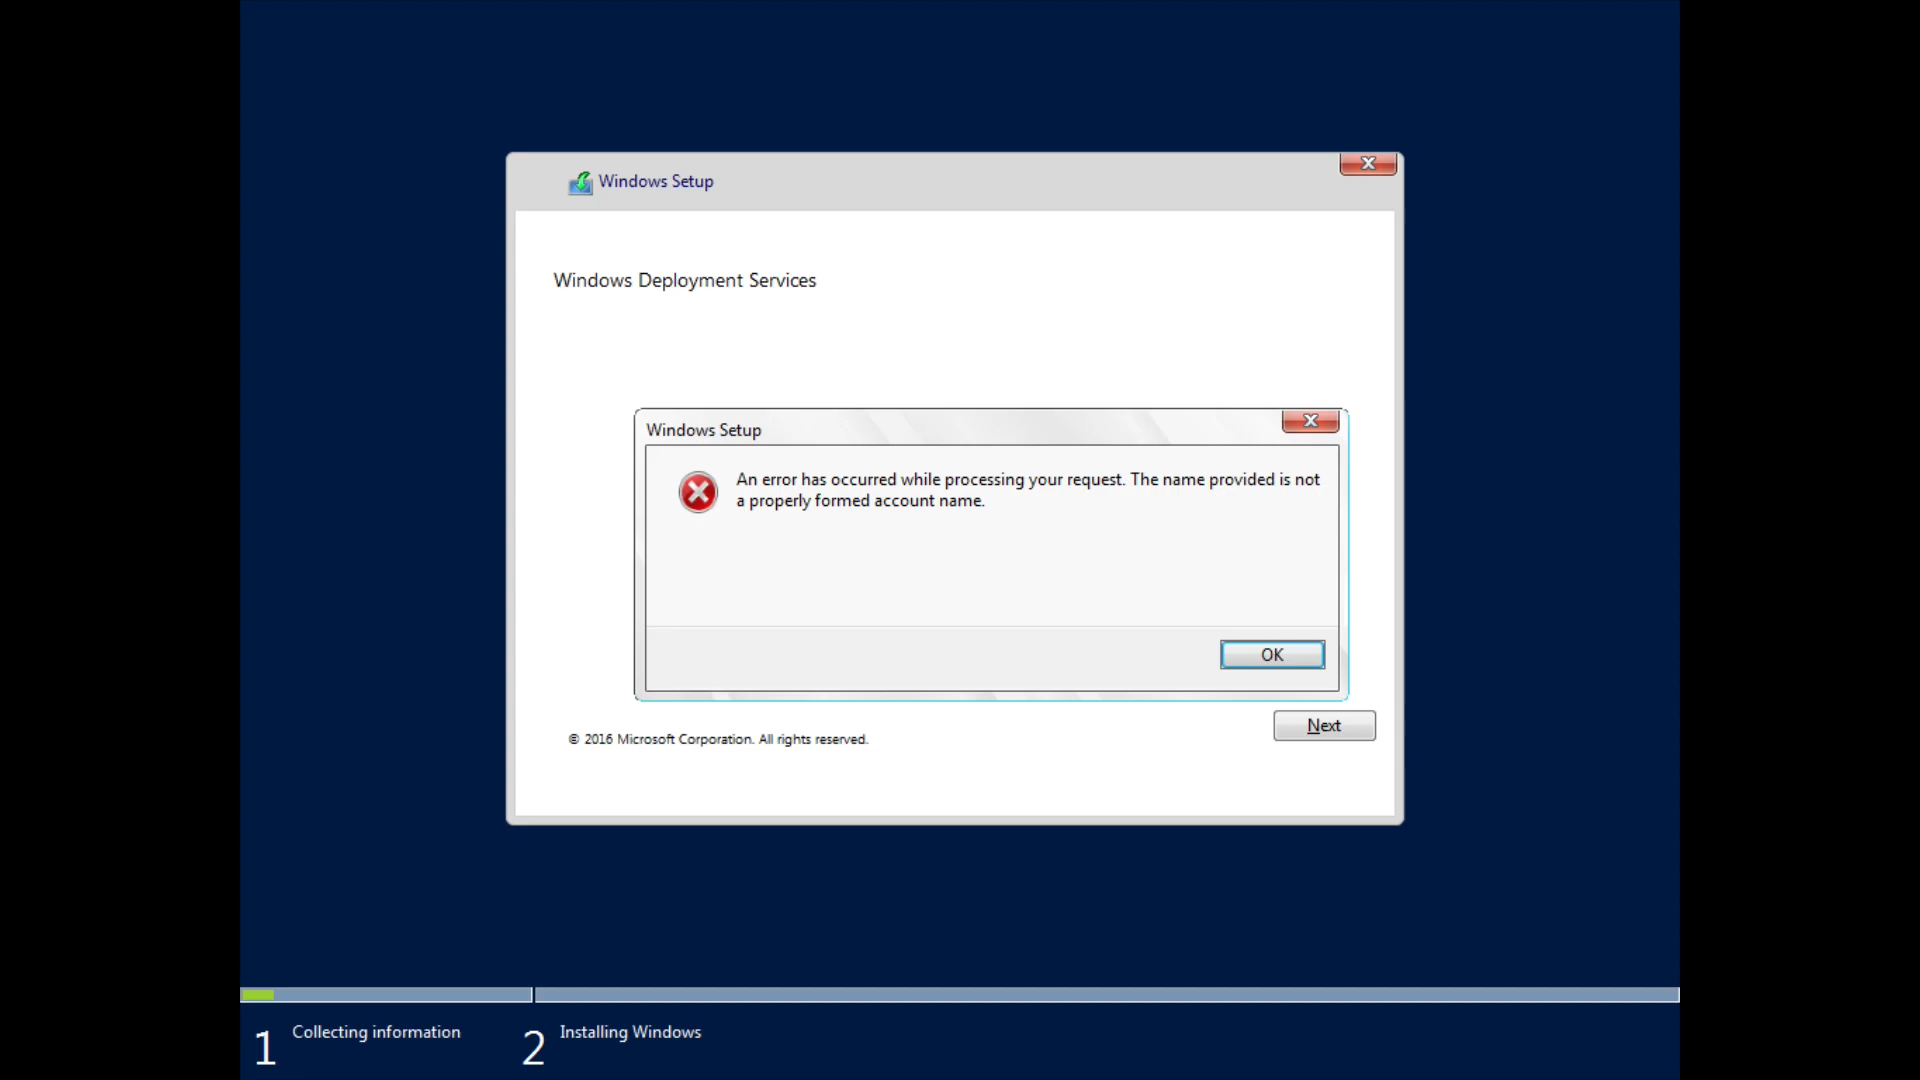 Windows Setup
Windows Deployment Services
Windows Setup
An error has occurred while processing your request. The name provided is not
a properly formed account name.
OK
Next
© 2016 Microsoft Corporation. All rights reserved.
1 Collecting information
2 Installing Windows